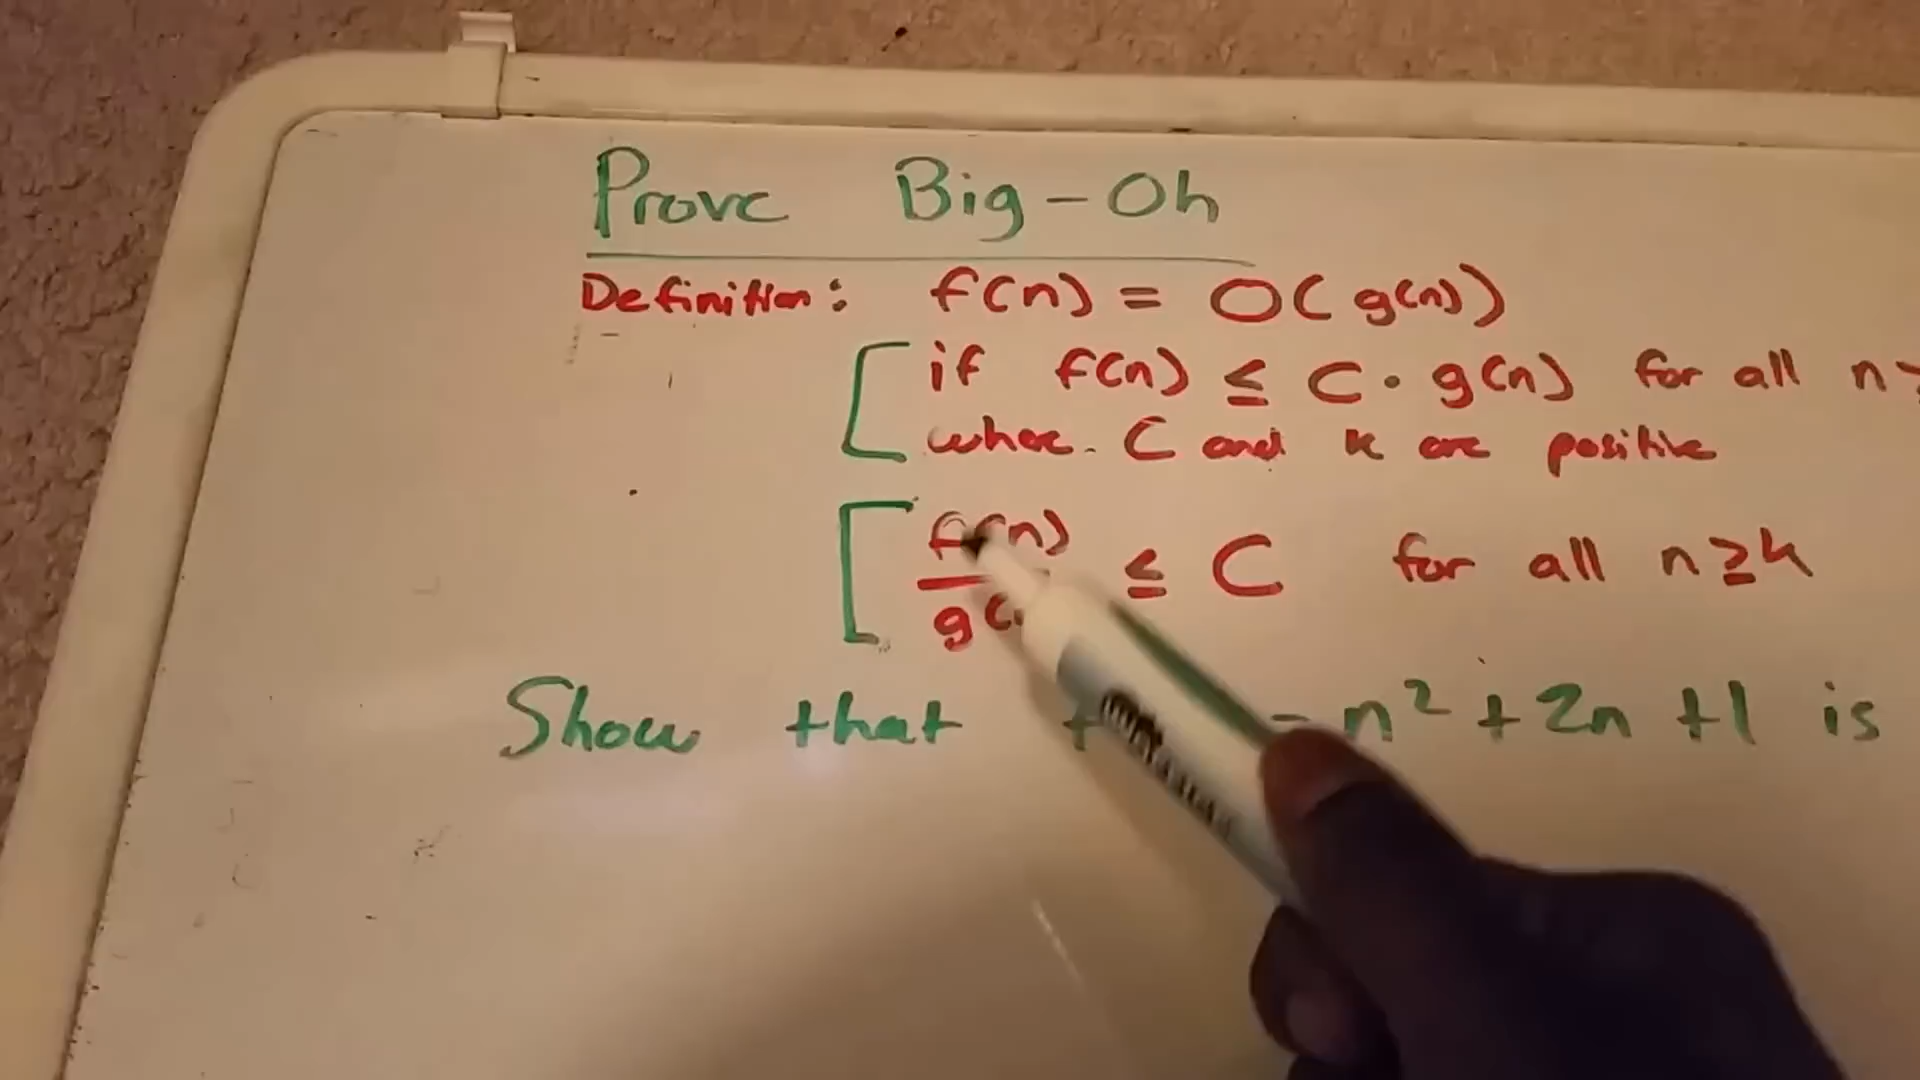 Prove Big-Oh
Definition: f(n) = O(g(n))
if f(n) ≤ C · g(n) for all n
where C and k are positive
f(n)
g( ≤ C for all n ≥ k
Show that = n² + 2n + 1 is